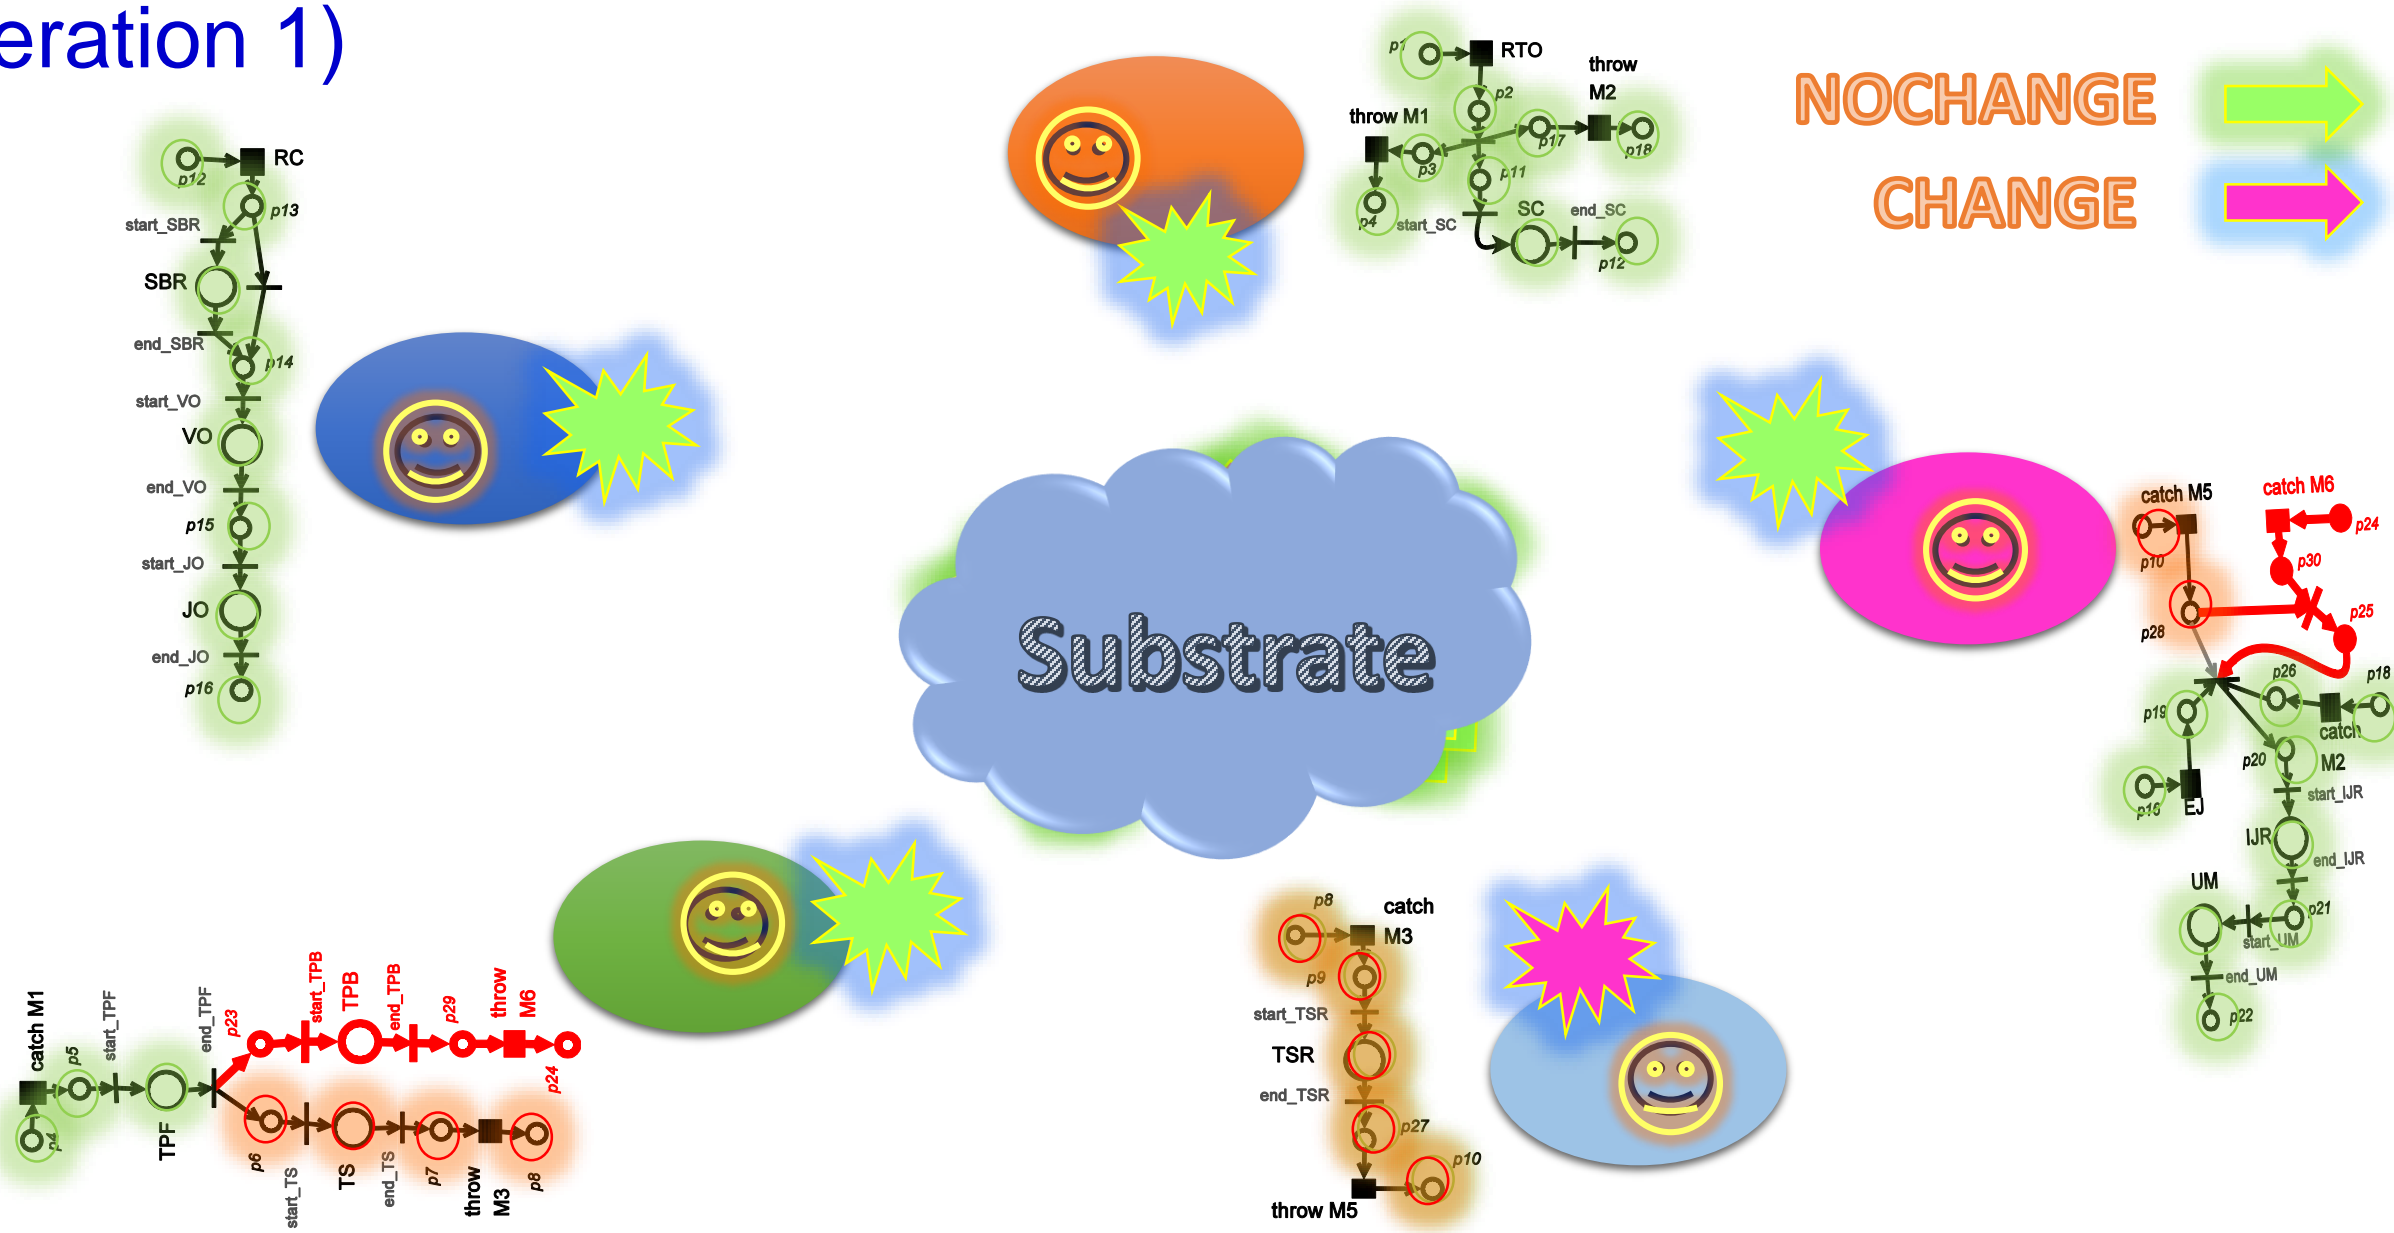 eration 1)
p1
RTO
throw
M2
p2
throw M1
p17
p18
p3
p11
p4
start_SC
SC
end_SC
p12
NOCHANGE
CHANGE
RC
p12
p13
start_SBR
SBR
end_SBR
p14
start_VO
VO
end_VO
p15
start_JO
JO
end_JO
p16
Substrate
catch M5
catch M6
p24
p10
p30
p25
p28
p26
p18
p19
catch
M2
p20
start_IJR
p16
EJ
IJR
end_IJR
UM
p21
start_UM
end_UM
p22
catch M1
p4
p5
start_TPF
TPF
end_TPF
p23
start_TPB
TPB
end_TPB
p29
throw
M6
p24
p6
start_TS
TS
end_TS
p7
throw
M3
p8
p8
catch
M3
p9
start_TSR
TSR
end_TSR
p27
p10
throw M5